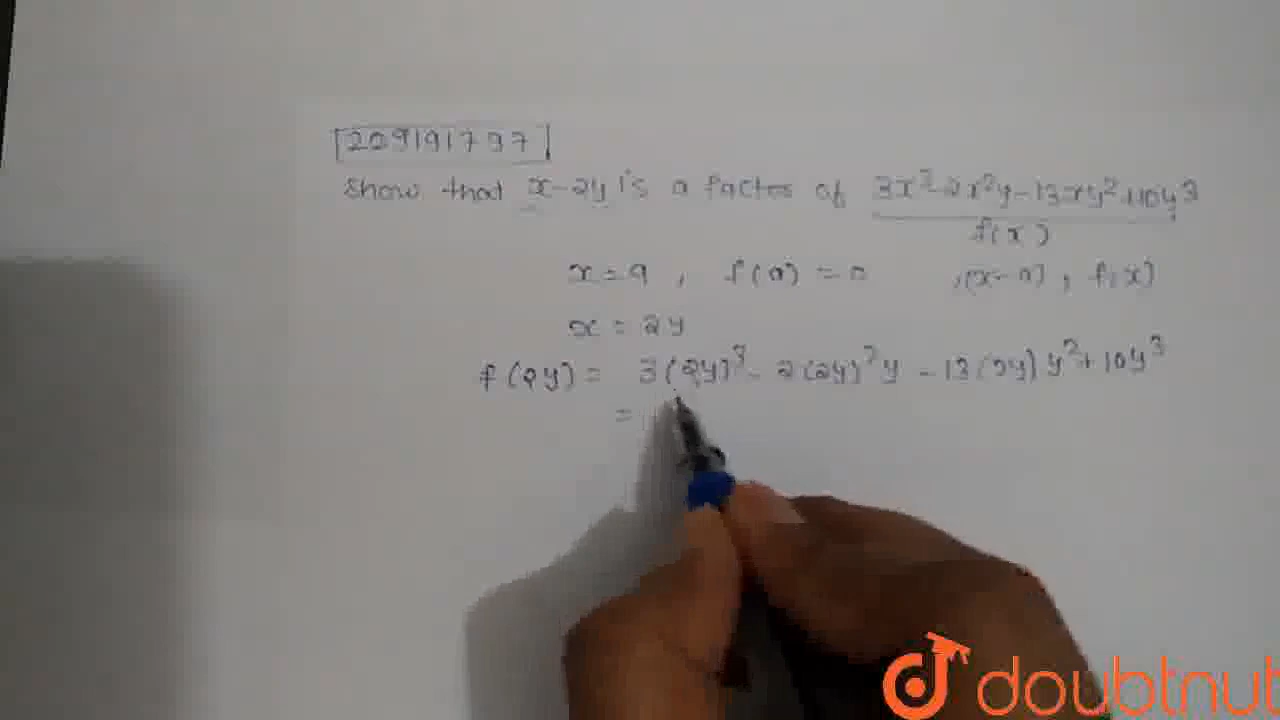 209191797
Show that x-2y is a factor of 3x³-2x²y-13xy²+10y³
f(x)
x=a, f(a)=0 ,(x-a), f(x)
x=2y
f(2y)= 3(2y)³-2(2y)²y-13(2y)y²+10y³
=
doubtnut